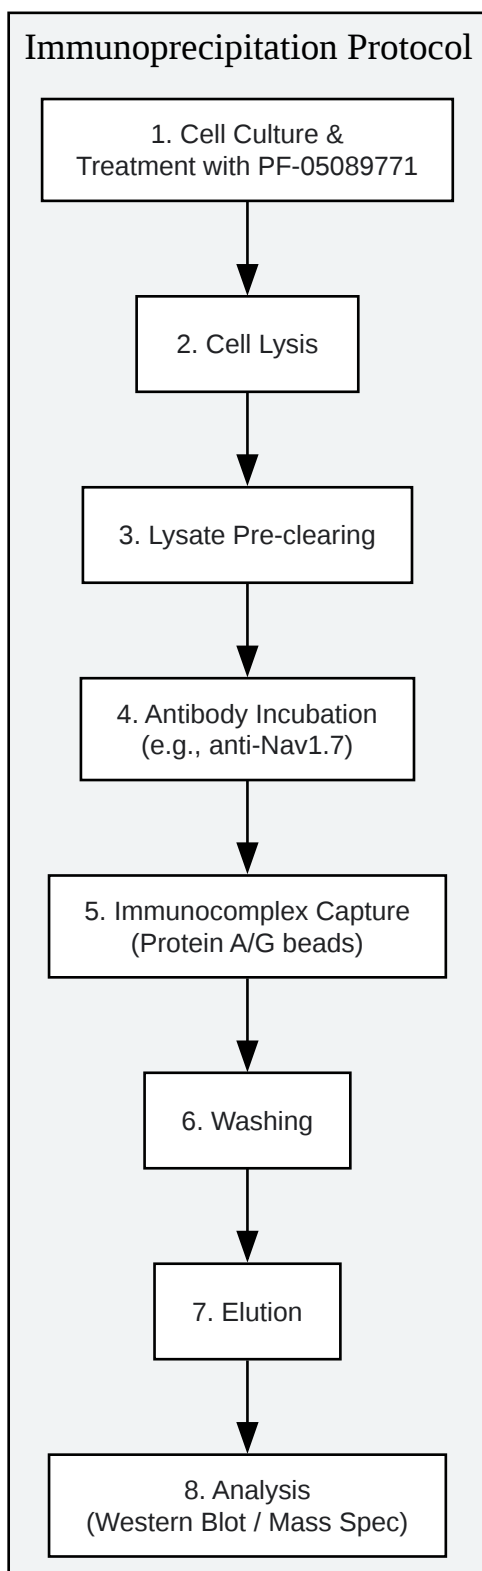 Immunoprecipitation Protocol
1. Cell Culture &
Treatment with PF-05089771
2. Cell Lysis
3. Lysate Pre-clearing
4. Antibody Incubation
(e.g., anti-Nav1.7)
5. Immunocomplex Capture
(Protein A/G beads)
6. Washing
7. Elution
8. Analysis
(Western Blot / Mass Spec)